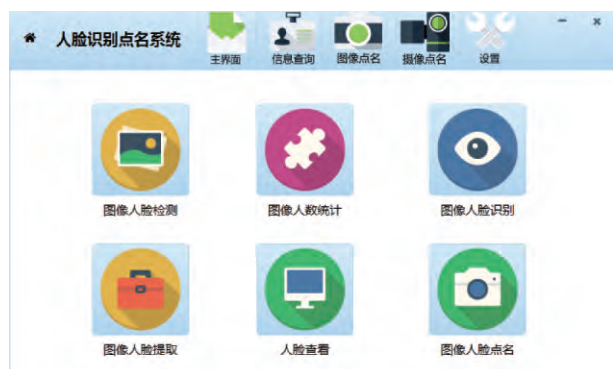 人脸识别点名系统
主界面 信息查询 图像点名 摄像点名 设置
图像人脸检测 图像人数统计 图像人脸识别
图像人脸提取 人脸查看 图像人脸点名